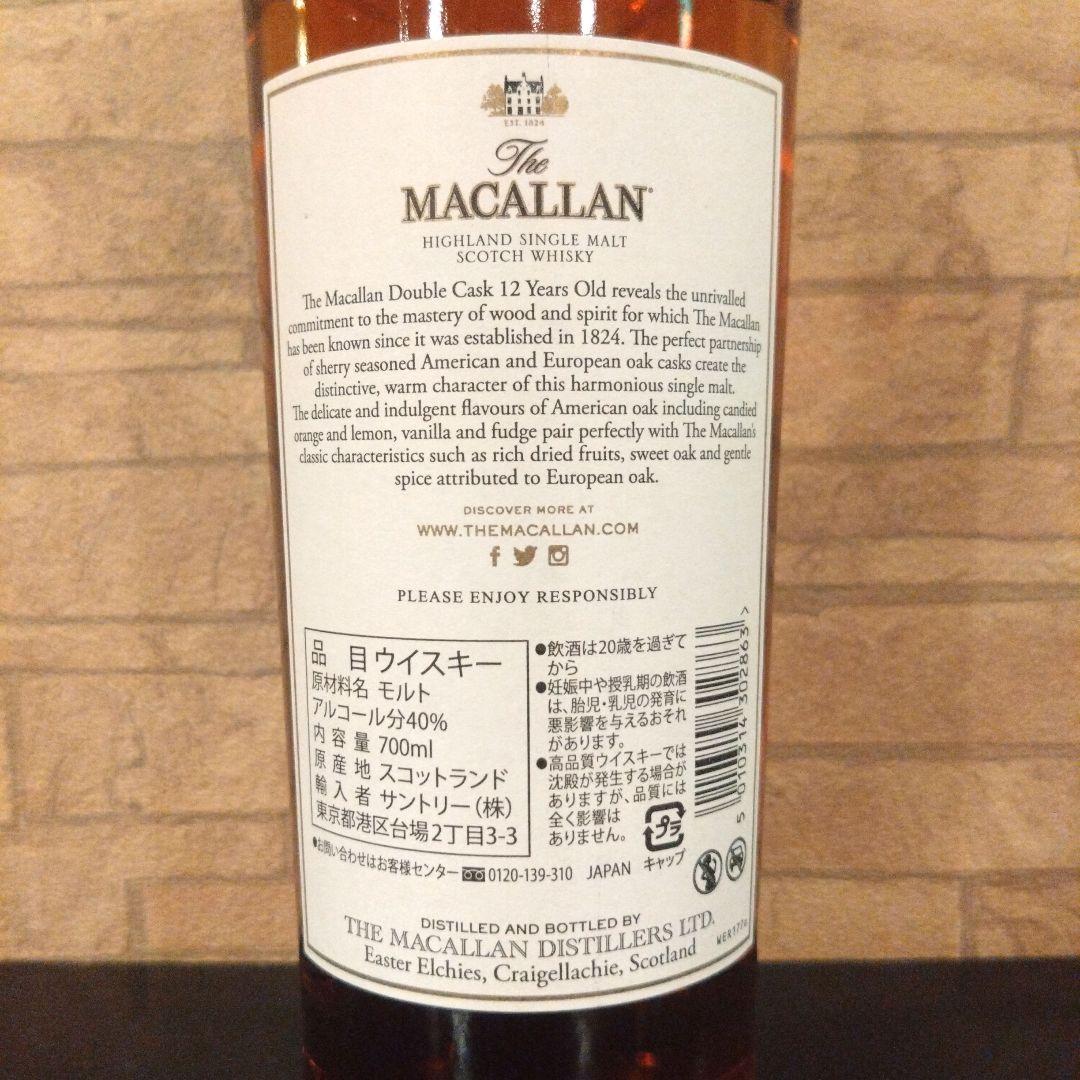 EST. 1824
The
MACALLAN
HIGHLAND SINGLE MALT
SCOTCH WHISKY
The Macallan Double Cask 12 Years Old reveals the unrivalled
commitment to the mastery of wood and spirit for which The Macallan
has been known since it was established in 1824. The perfect partnership
of sherry seasoned American and European oak casks create the
distinctive, warm character of this harmonious single malt.
The delicate and indulgent flavours of American oak including candied
orange and lemon, vanilla and fudge pair perfectly with The Macallan's
classic characteristics such as rich dried fruits, sweet oak and gentle
spice attributed to European oak.
DISCOVER MORE AT
WWW.THEMACALLAN.COM
PLEASE ENJOY RESPONSIBLY
品目 ウイスキー
原材料名 モルト
アルコール分40%
内容量 700ml
原産地 スコットランド
輸入者 サントリー(株)
東京都港区台場2丁目3-3
●お問い合わせはお客様センター 0120-139-310 JAPAN
●飲酒は20歳を過ぎて
から
●妊娠中や授乳期の飲酒
は、胎児・乳児の発育に
悪影響を与えるおそれ
があります。
●高品質ウイスキーでは
沈殿が発生する場合が
ありますが、品質には
全く影響は
ありません。
プラ
キャップ
5 010314 302863 >
DISTILLED AND BOTTLED BY
THE MACALLAN DISTILLERS LTD.
Easter Elchies, Craigellachie, Scotland